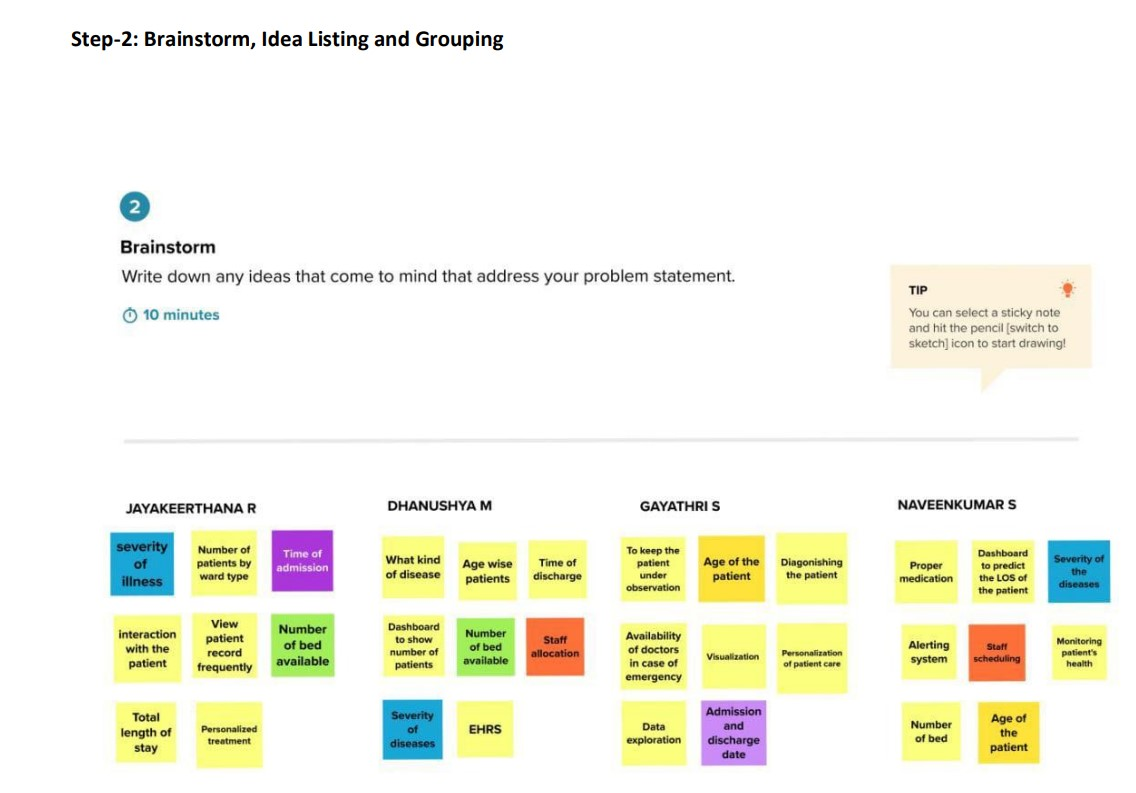 Step-2: Brainstorm, Idea Listing and Grouping
2
Brainstorm
Write down any ideas that come to mind that address your problem statement.
10 minutes
TIP
You can select a sticky note
and hit the pencil [switch to
sketch] icon to start drawing!
JAYAKEERTHANA R
severity
of
illness
Number of
patients by
ward type
Time of
admission
interaction
with the
patient
View
patient
record
frequently
Number
of bed
available
Total
length of
stay
Personalized
treatment
DHANUSHYA M
What kind
of disease
Age wise
patients
Time of
discharge
Dashboard
to show
number of
patients
Number
of bed
available
Staff
allocation
Severity
of
diseases
EHRS
GAYATHRI S
To keep the
patient
under
observation
Age of the
patient
Diagonishing
the patient
Availability
of doctors
in case of
emergency
Visualization
Personalization
of patient care
Data
exploration
Admission
and
discharge
date
NAVEENKUMAR S
Proper
medication
Dashboard
to predict
the LOS of
the patient
Severity of
the
diseases
Alerting
system
Staff
scheduling
Monitoring
patient's
health
Number
of bed
Age of
the
patient